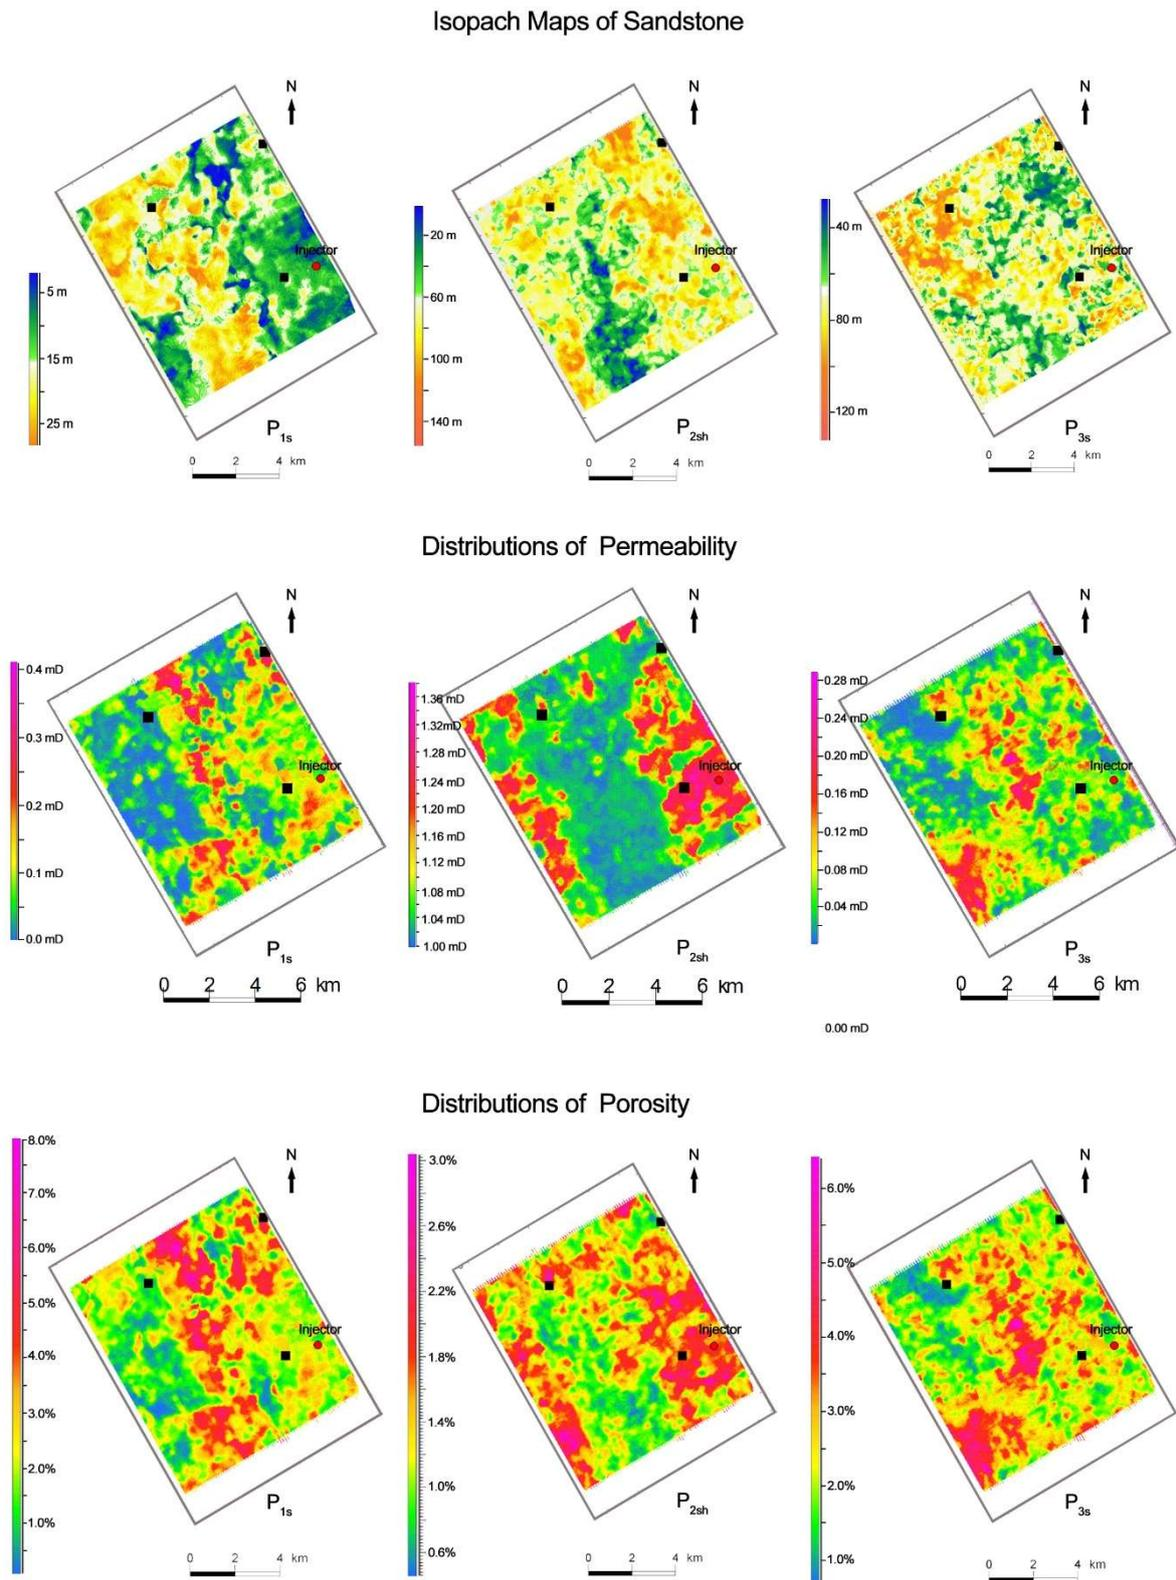 Isopach Maps of Sandstone
N
N
N
Injector
Injector
Injector
5 m
15 m
25 m
20 m
60 m
100 m
140 m
40 m
80 m
120 m
P1s
P2sh
P3s
0 2 4 km
0 2 4 km
0 2 4 km
Distributions of Permeability
N
N
N
0.4 mD
0.3 mD
0.2 mD
0.1 mD
0.0 mD
Injector
1.36 mD
1.32mD
1.28 mD
1.24 mD
1.20 mD
1.16 mD
1.12 mD
1.08 mD
1.04 mD
1.00 mD
Injector
0.28 mD
0.24 mD
0.20 mD
0.16 mD
0.12 mD
0.08 mD
0.04 mD
Injector
P1s
P2sh
P3s
0 2 4 6 km
0 2 4 6 km
0 2 4 6 km
0.00 mD
Distributions of Porosity
N
N
N
8.0%
7.0%
6.0%
5.0%
4.0%
3.0%
2.0%
1.0%
Injector
3.0%
2.6%
2.2%
1.8%
1.4%
1.0%
0.6%
Injector
6.0%
5.0%
4.0%
3.0%
2.0%
1.0%
Injector
P1s
P2sh
P3s
0 2 4 km
0 2 4 km
0 2 4 km